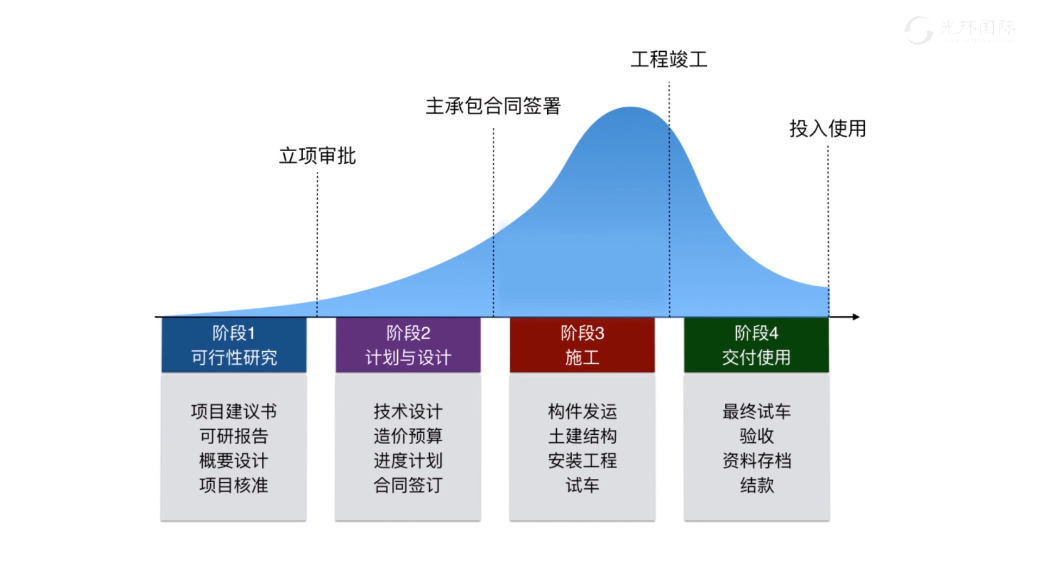 光环国际
工程竣工
主承包合同签署
投入使用
立项审批
阶段1
可行性研究
项目建议书
可研报告
概要设计
项目核准
阶段2
计划与设计
技术设计
造价预算
进度计划
合同签订
阶段3
施工
构件发运
土建结构
安装工程
试车
阶段4
交付使用
最终试车
验收
资料存档
结款